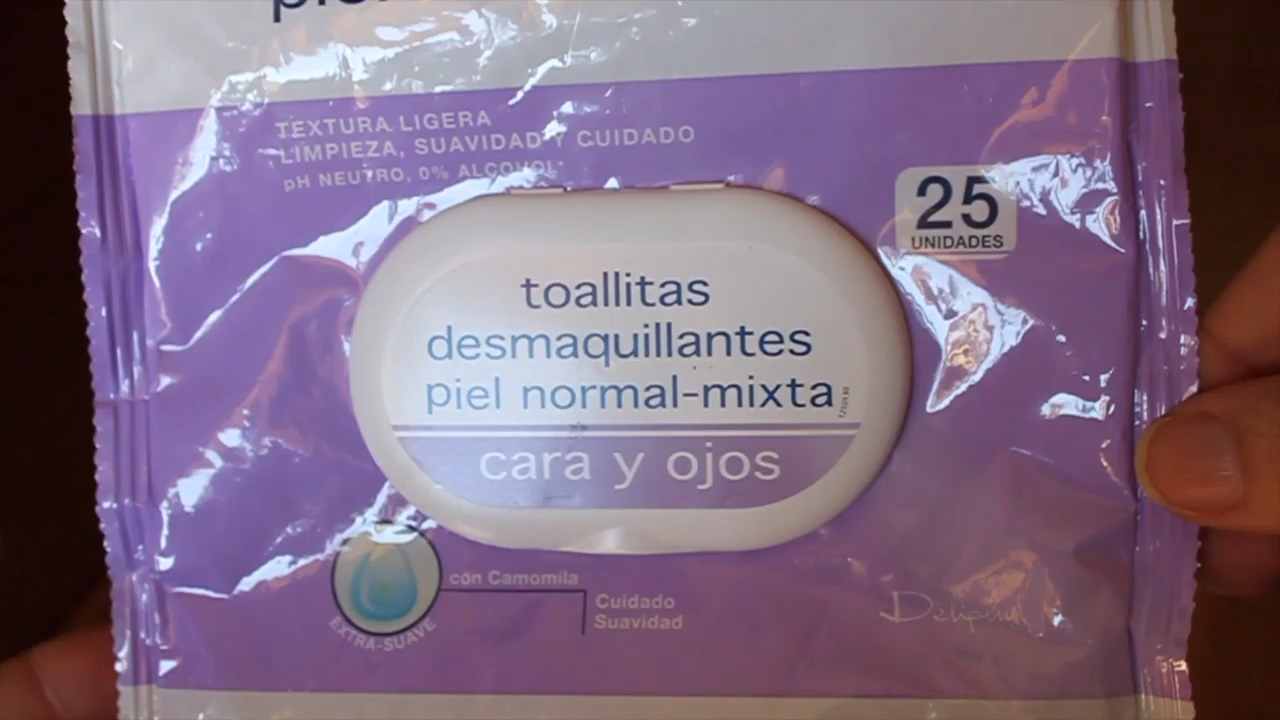 TEXTURA LIGERA
LIMPIEZA, SUAVIDAD Y CUIDADO
pH NEUTRO, 0% ALCOHOL
25
UNIDADES
toallitas
desmaquillantes
piel normal-mixta
cara y ojos
con Camomila
Cuidado
Suavidad
EXTRA-SUAVE